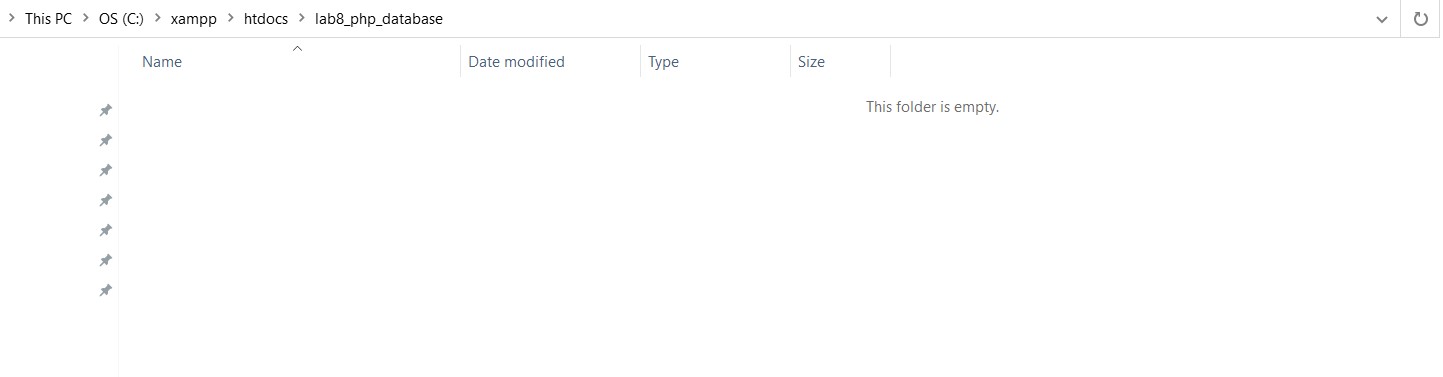 This PC > OS (C:) > xampp > htdocs > lab8_php_database
Name Date modified Type Size
This folder is empty.